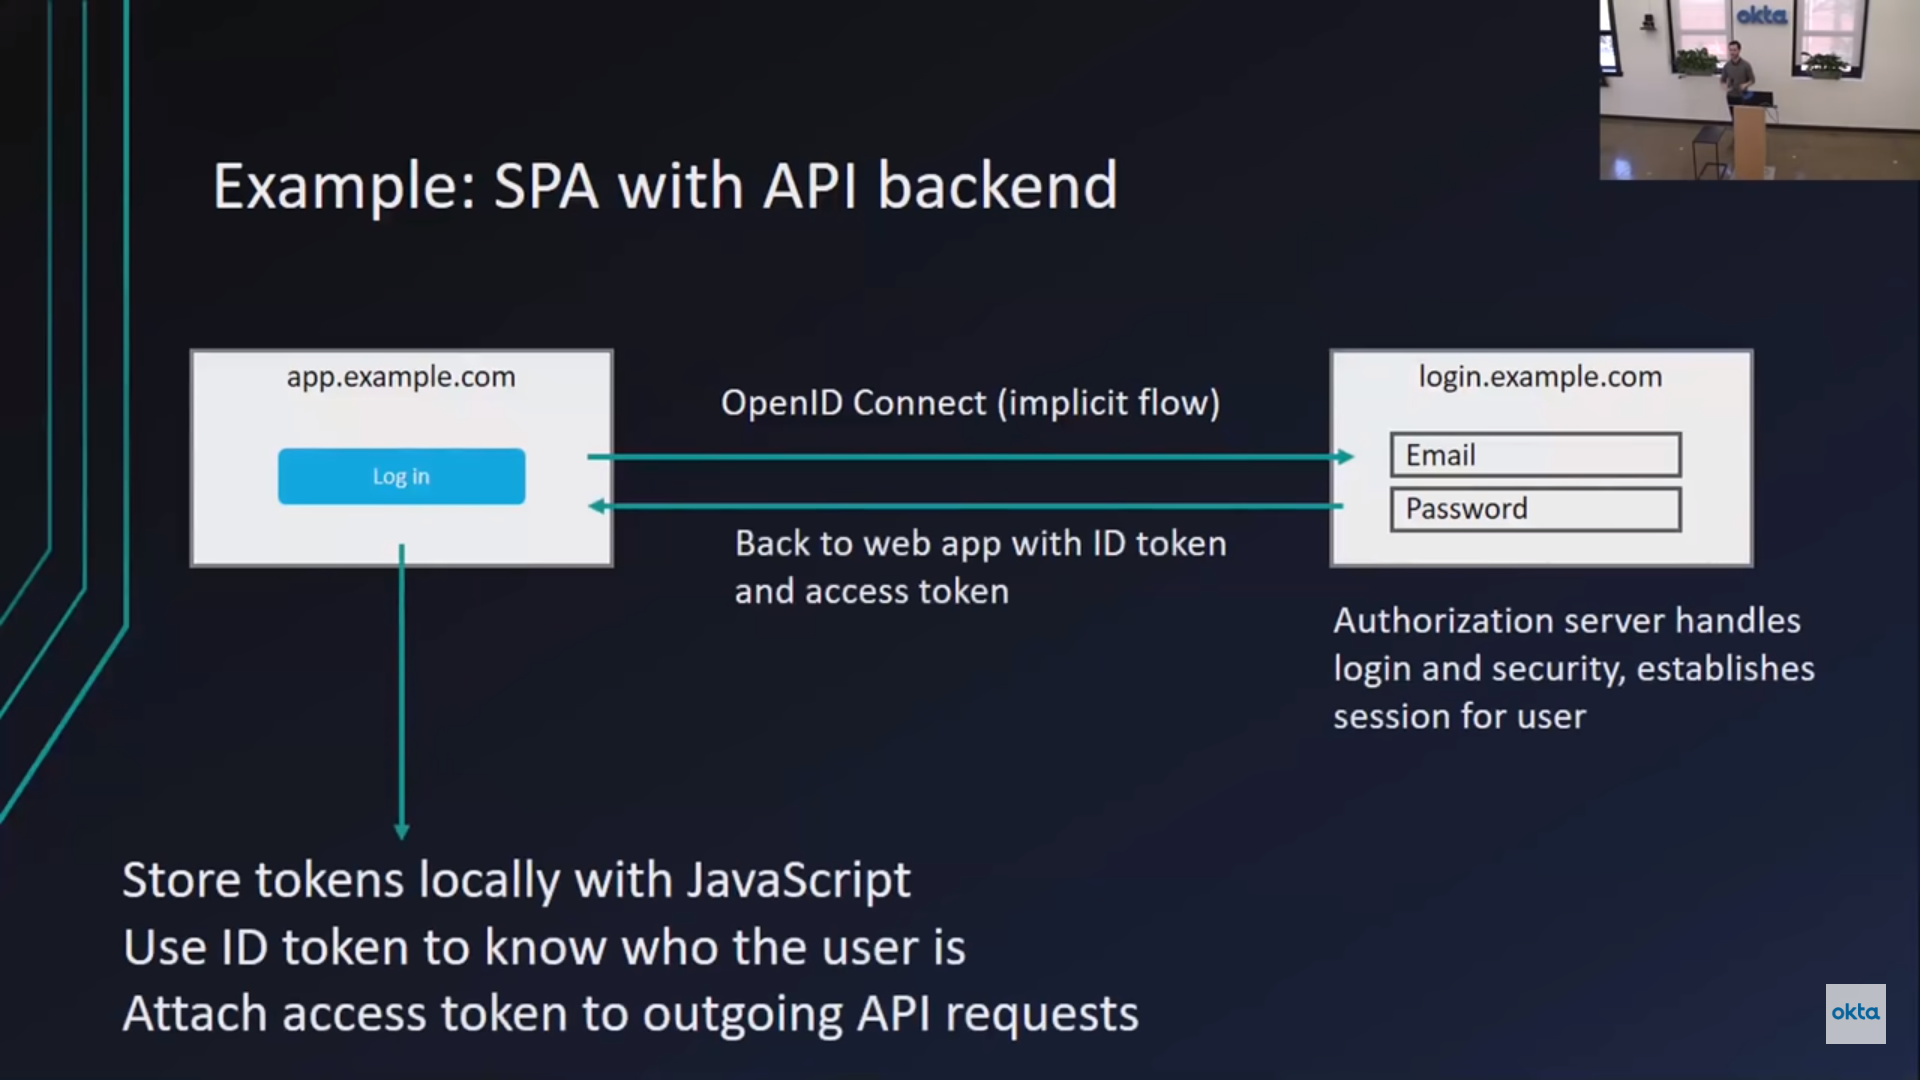 okta
Example: SPA with API backend
app.example.com
Log in
OpenID Connect (implicit flow)
Back to web app with ID token
and access token
login.example.com
Email
Password
Authorization server handles
login and security, establishes
session for user
Store tokens locally with JavaScript
Use ID token to know who the user is
Attach access token to outgoing API requests
okta